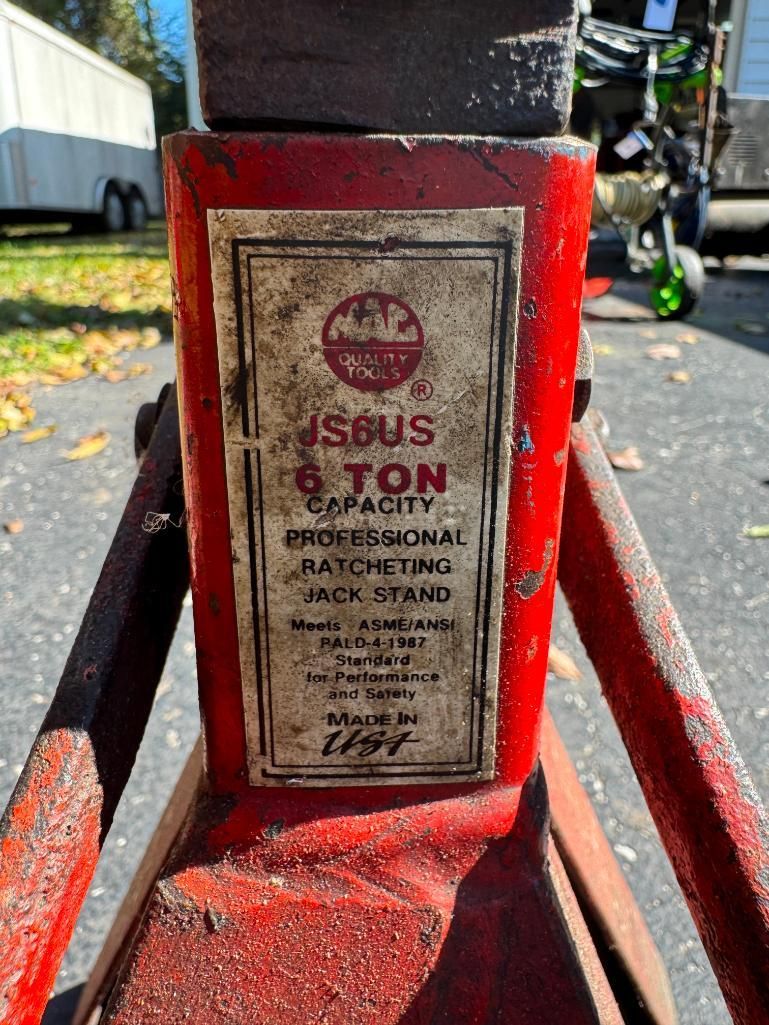 MAC
QUALITY
TOOLS
®
JS6US
6 TON
CAPACITY
PROFESSIONAL
RATCHETING
JACK STAND
Meets ASME/ANSI
PALD-4-1987
Standard
for Performance
and Safety
MADE IN
USA